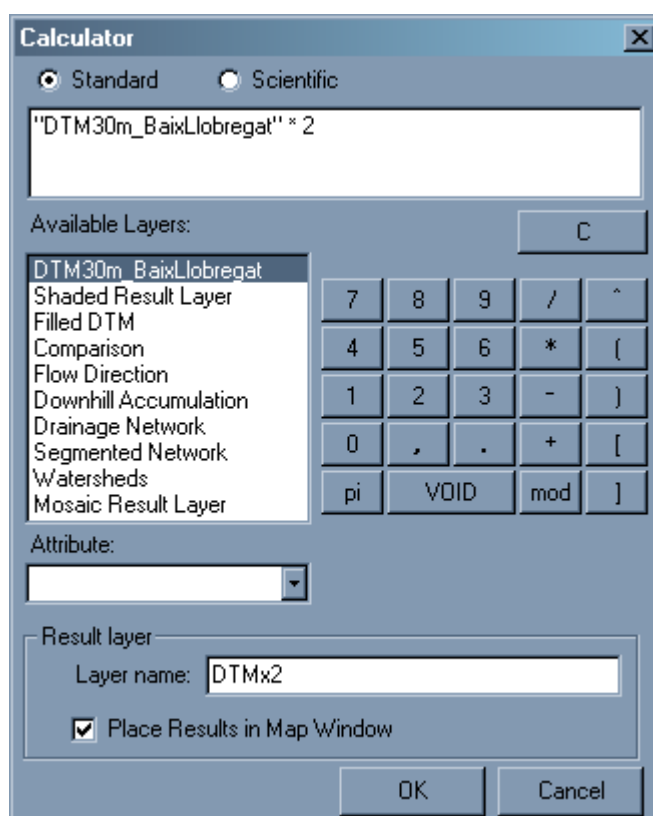 Calculator
Standard Scientific
"DTM30m_BaixLlobregat" * 2
Available Layers:
C
DTM30m_BaixLlobregat
Shaded Result Layer
Filled DTM
Comparison
Flow Direction
Downhill Accumulation
Drainage Network
Segmented Network
Watersheds
Mosaic Result Layer
7 8 9 / ^
4 5 6 * (
1 2 3 - )
0 , . + [
pi VOID mod ]
Attribute:
Result layer
Layer name: DTMx2
Place Results in Map Window
OK Cancel